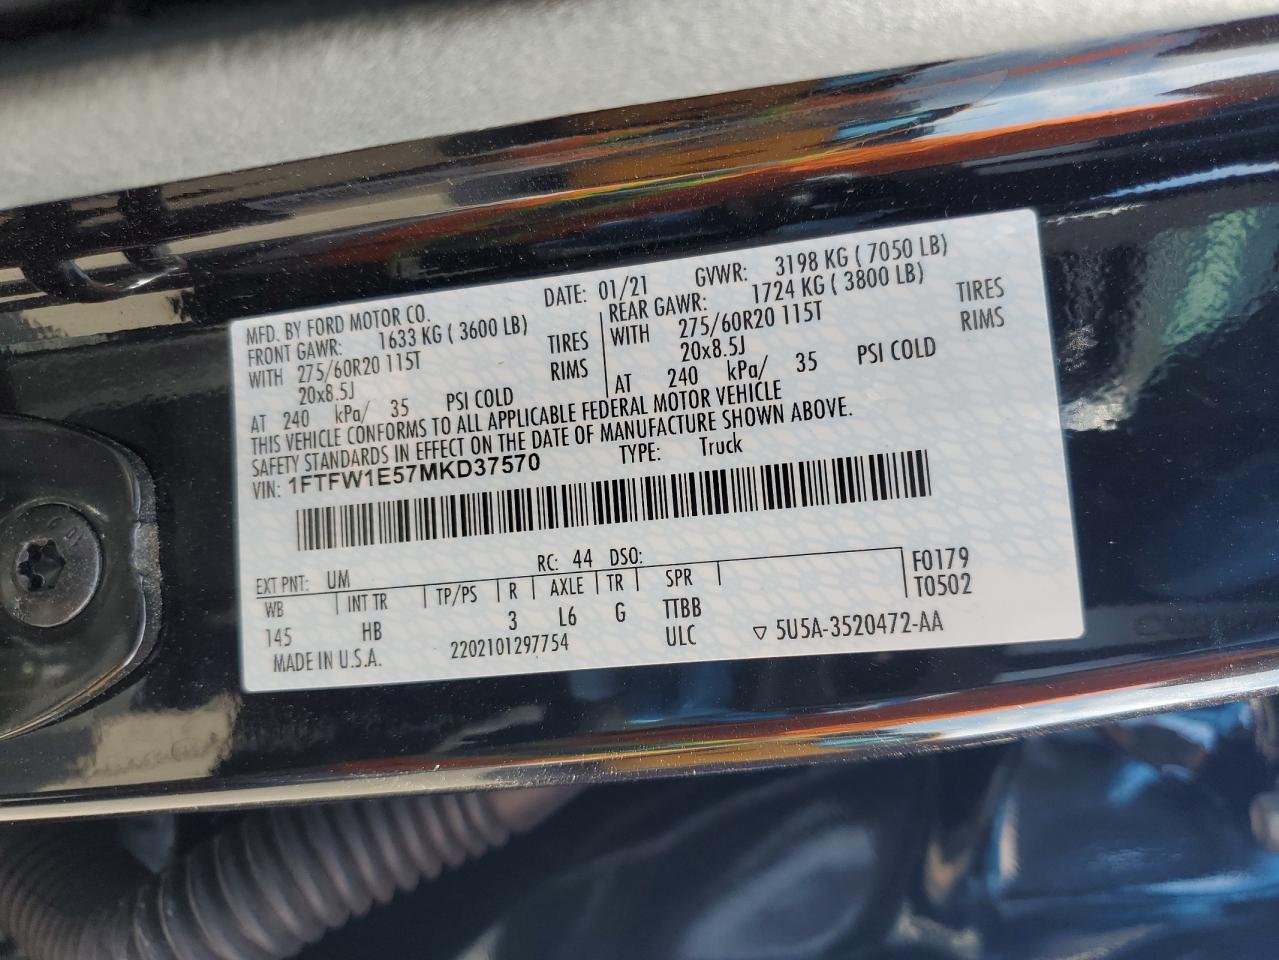 MFD. BY FORD MOTOR CO. DATE: 01/21 GVWR: 3198 KG ( 7050 LB)
FRONT GAWR: 1633 KG ( 3600 LB) REAR GAWR: 1724 KG ( 3800 LB)
WITH 275/60R20 115T TIRES WITH 275/60R20 115T TIRES
20x8.5J RIMS 20x8.5J RIMS
AT 240 kPa/ 35 PSI COLD AT 240 kPa/ 35 PSI COLD
THIS VEHICLE CONFORMS TO ALL APPLICABLE FEDERAL MOTOR VEHICLE
SAFETY STANDARDS IN EFFECT ON THE DATE OF MANUFACTURE SHOWN ABOVE.
VIN: 1FTFW1E57MKD37570 TYPE: Truck
EXT PNT: UM RC: 44 DSO: F0179
WB INT TR TP/PS R AXLE TR SPR T0502
145 HB 3 L6 G TTBB
MADE IN U.S.A. 2202101297754 ULC ▽ 5U5A-3520472-AA